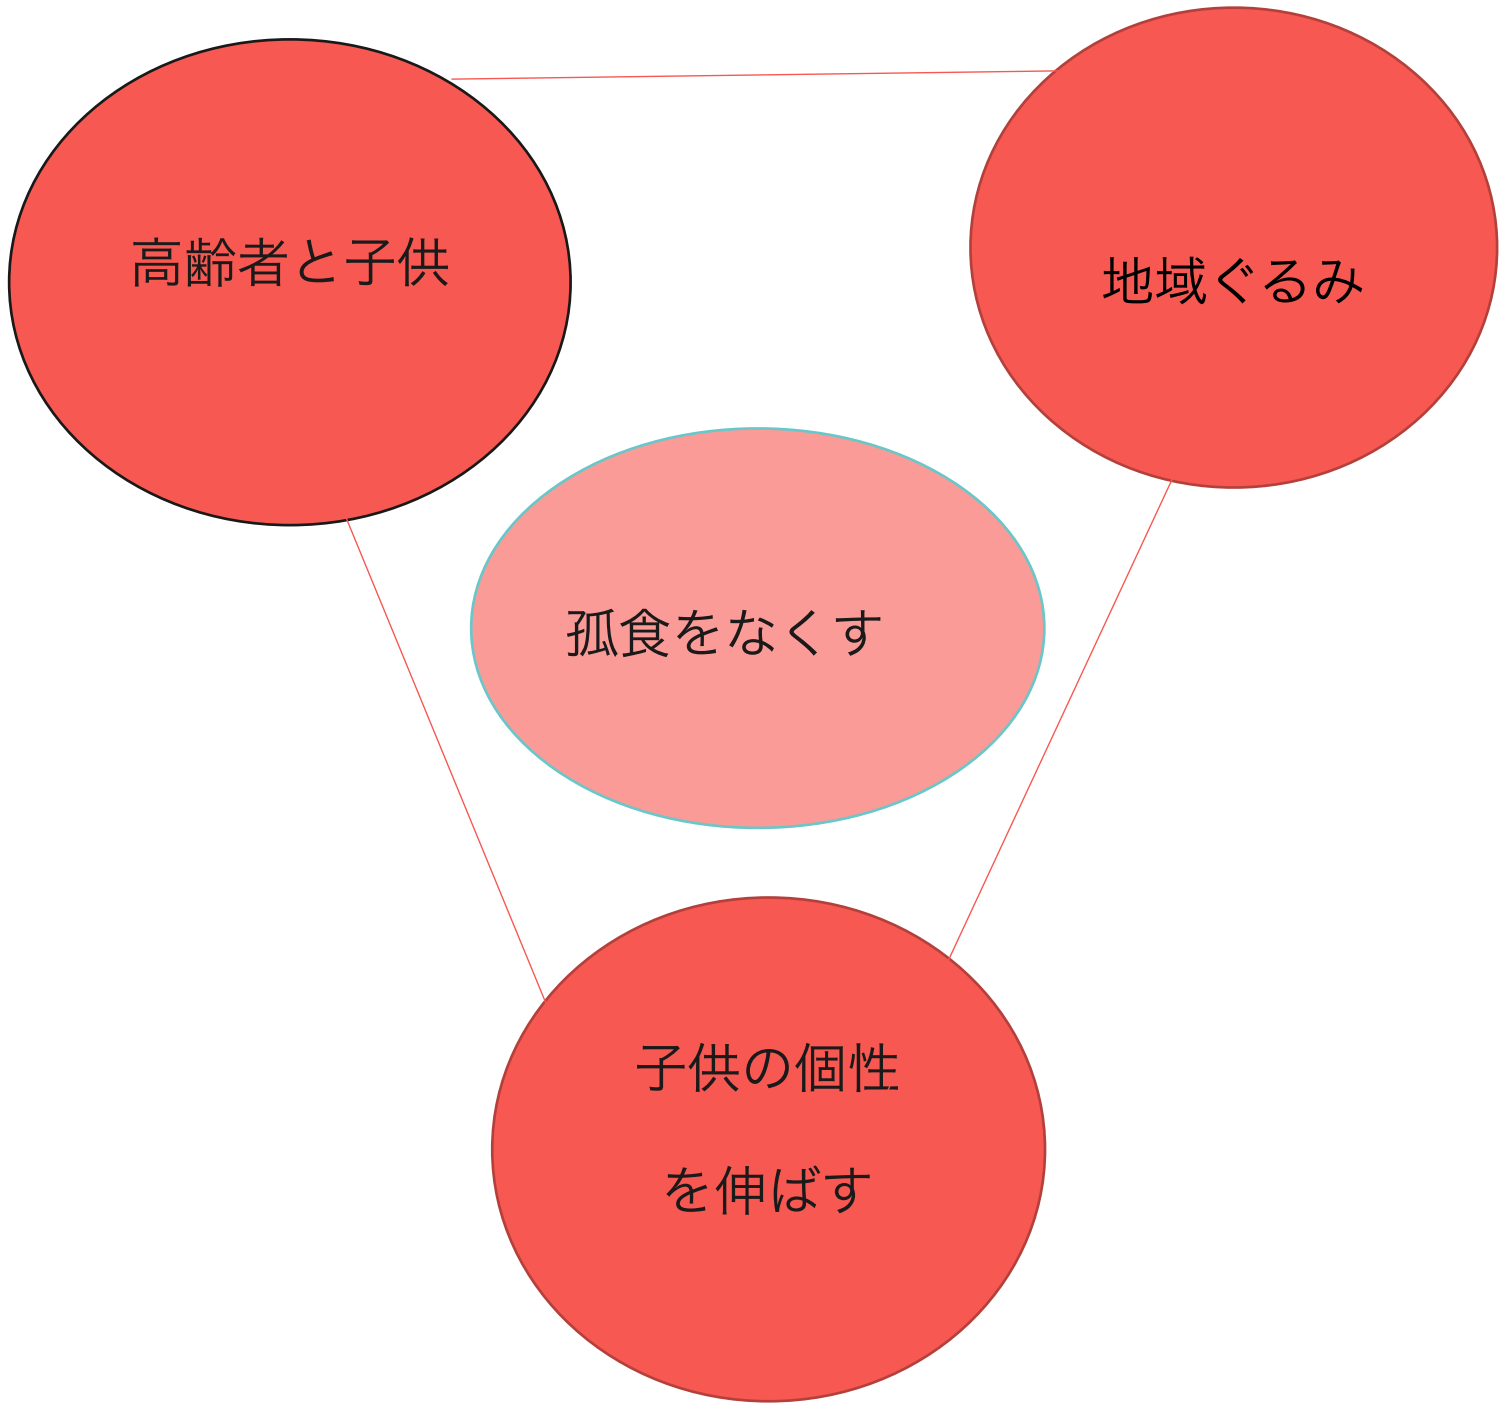 高齢者と子供
地域ぐるみ
孤食をなくす
子供の個性
を伸ばす